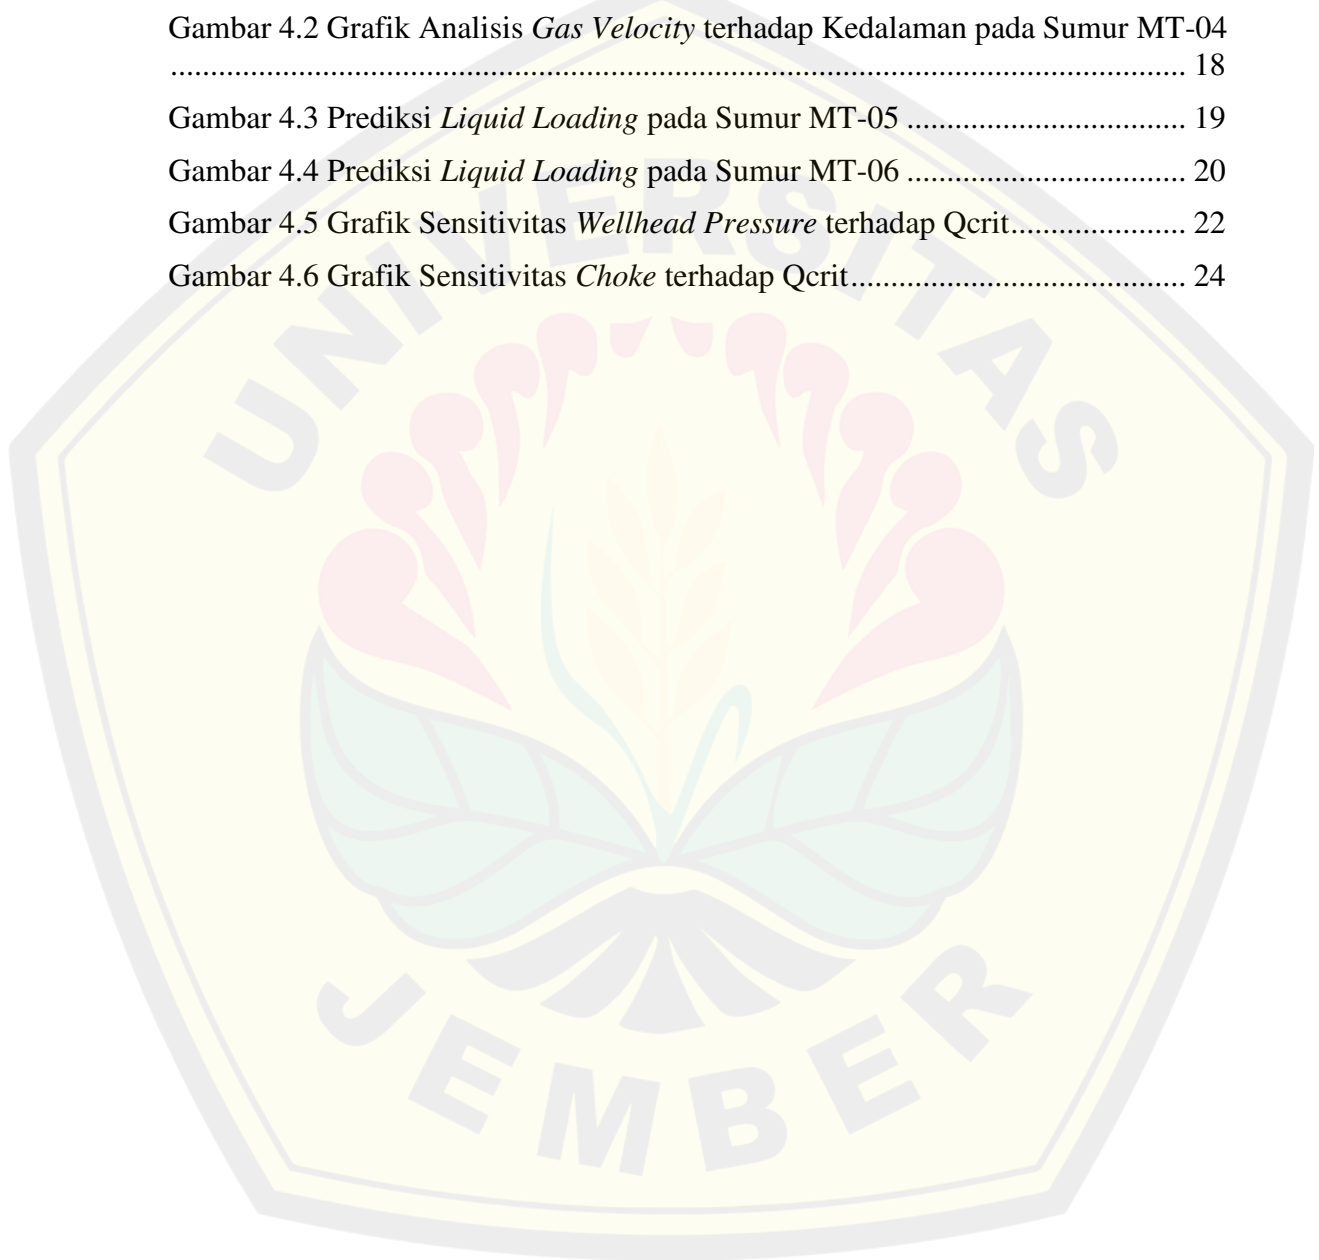 Gambar 4.2 Grafik Analisis Gas Velocity terhadap Kedalaman pada Sumur MT-04
............................................................................................................................... 18
Gambar 4.3 Prediksi Liquid Loading pada Sumur MT-05 ................................... 19
Gambar 4.4 Prediksi Liquid Loading pada Sumur MT-06 ................................... 20
Gambar 4.5 Grafik Sensitivitas Wellhead Pressure terhadap Qcrit...................... 22
Gambar 4.6 Grafik Sensitivitas Choke terhadap Qcrit.......................................... 24
UNIVERSITAS
JEMBER